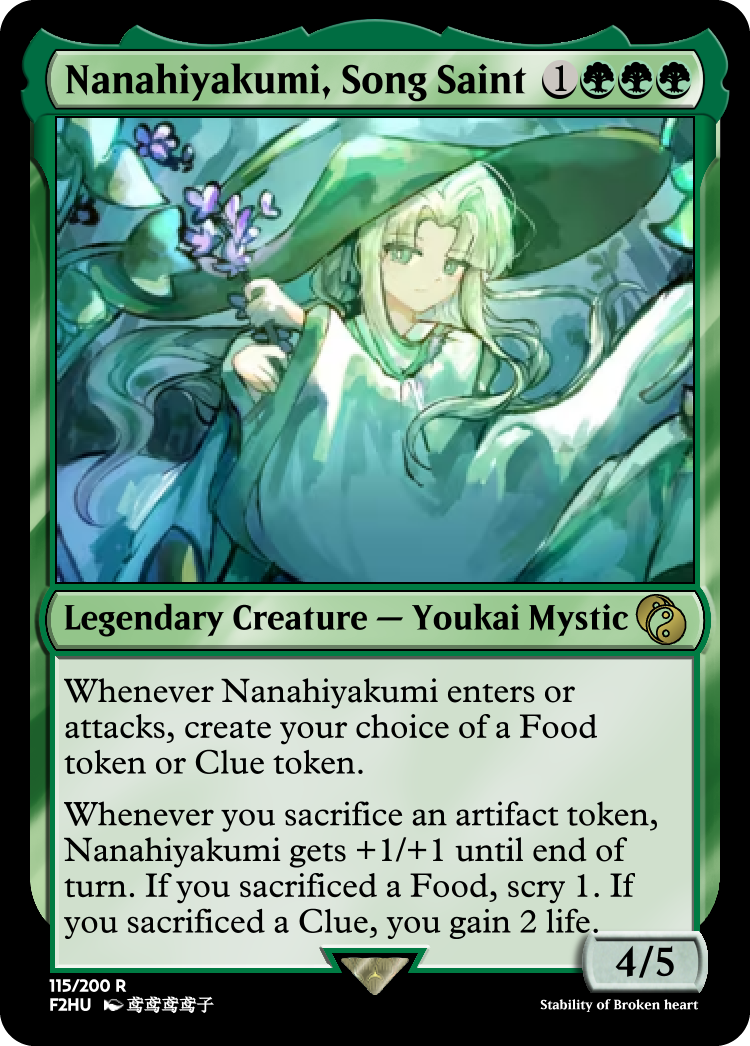 Nanahiyakumi, Song Saint 1
Legendary Creature — Youkai Mystic
Whenever Nanahiyakumi enters or
attacks, create your choice of a Food
token or Clue token.
Whenever you sacrifice an artifact token,
Nanahiyakumi gets +1/+1 until end of
turn. If you sacrificed a Food, scry 1. If
you sacrificed a Clue, you gain 2 life.
4/5
115/200 R
F2HU 鸢鸢鸢鸢子
Stability of Broken heart